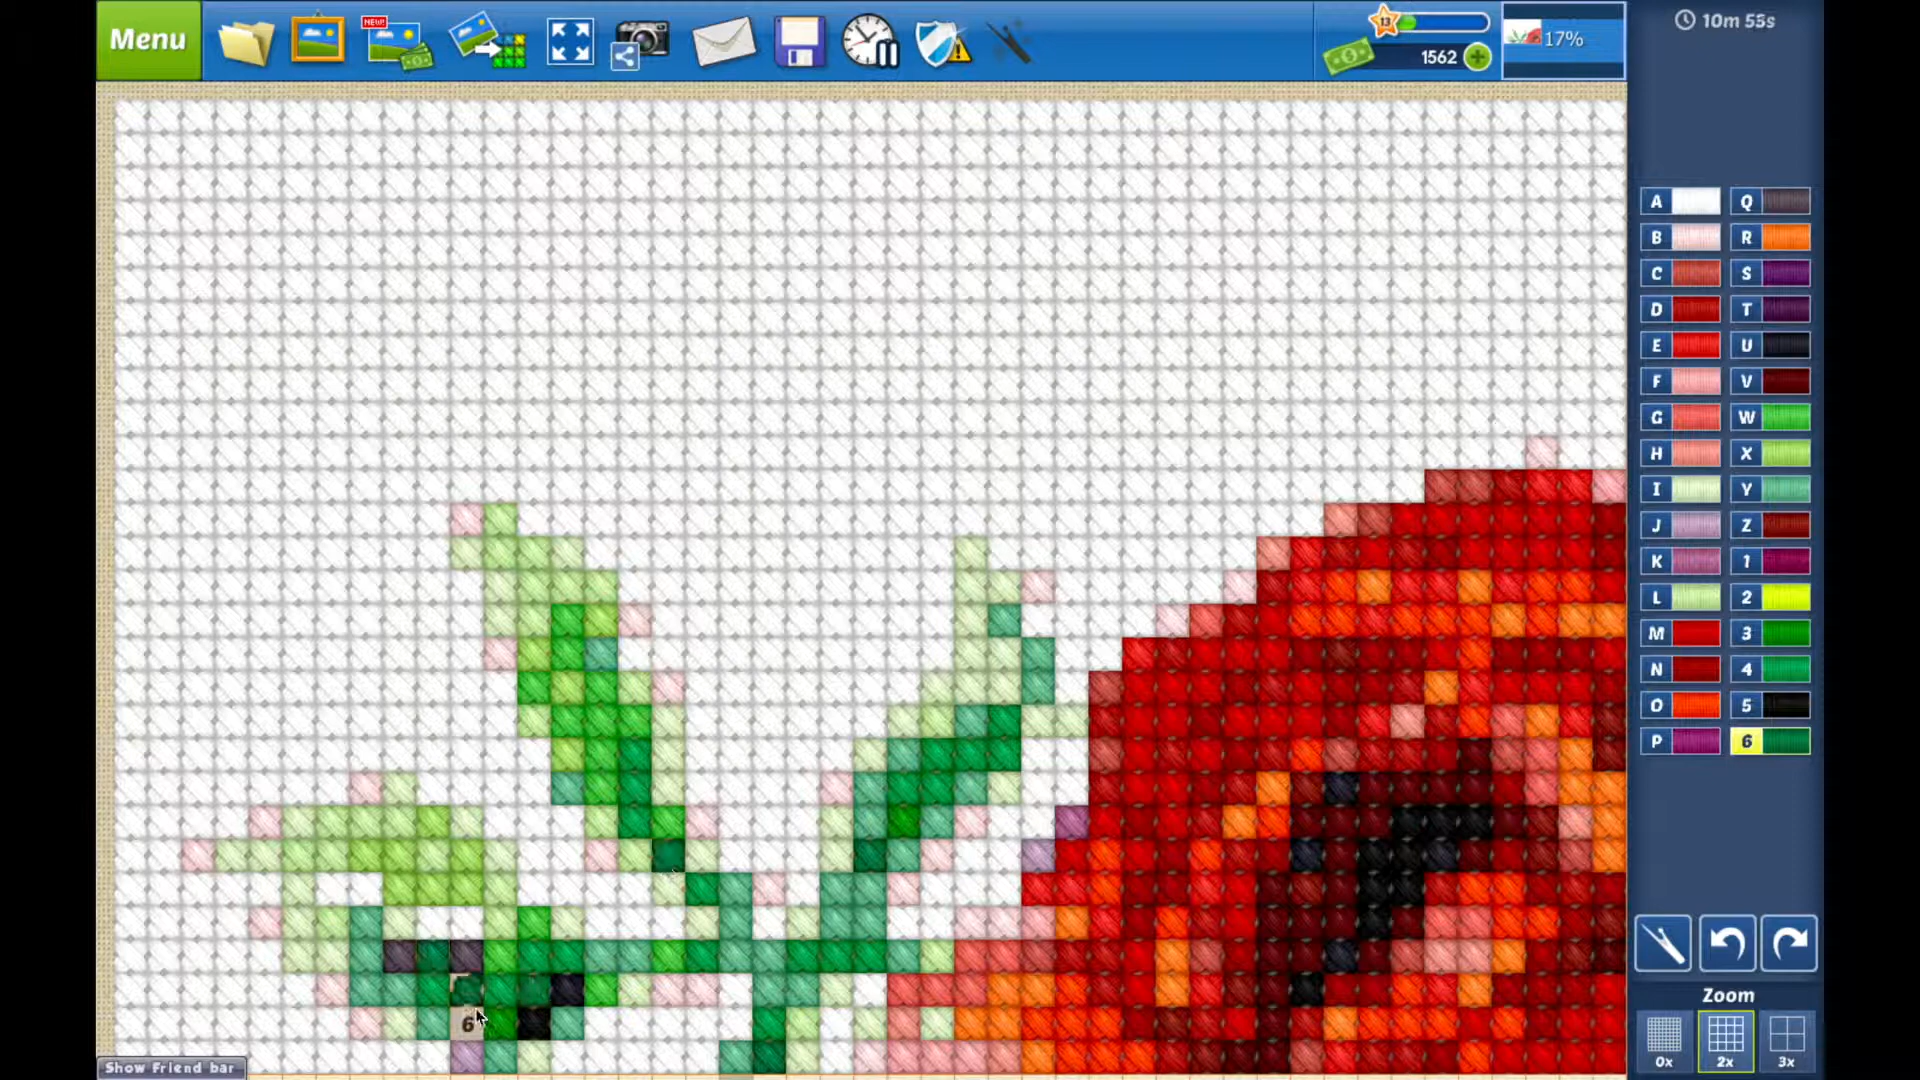 Menu
NEW!
13
1562
17%
10m 55s
A Q
B R
C S
D T
E U
F V
G W
H X
I Y
J Z
K 1
L 2
M 3
N 4
O 5
P 6
6
Zoom
0x 2x 3x
Show Friend bar